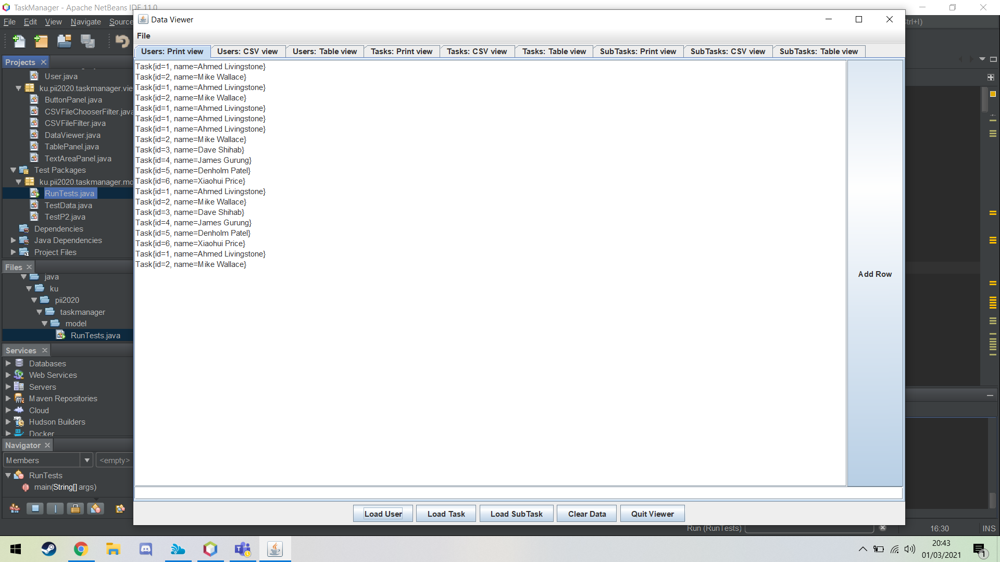 TaskManager - Apache NetBeans IDE 11.0
File Edit View Navigate Source
Ctrl+I)
Data Viewer
File
Users: Print view
Users: CSV view
Users: Table view
Tasks: Print view
Tasks: CSV view
Tasks: Table view
SubTasks: Print view
SubTasks: CSV view
SubTasks: Table view
Projects
User.java
ku.pii2020.taskmanager.vie
ButtonPanel.java
CSVFileChooserFilter.java
CSVFileFilter.java
DataViewer.java
TablePanel.java
TextAreaPanel.java
Test Packages
ku.pii2020.taskmanager.mo
RunTests.java
TestData.java
TestP2.java
Dependencies
Java Dependencies
Project Files
Files
java
ku
pii2020
taskmanager
model
RunTests.java
Services
Databases
Web Services
Servers
Maven Repositories
Cloud
Hudson Builders
Docker
Navigator
Members
<empty>
RunTests
main(String[] args)
Task{id=1, name=Ahmed Livingstone}
Task{id=2, name=Mike Wallace}
Task{id=1, name=Ahmed Livingstone}
Task{id=2, name=Mike Wallace}
Task{id=1, name=Ahmed Livingstone}
Task{id=1, name=Ahmed Livingstone}
Task{id=1, name=Ahmed Livingstone}
Task{id=2, name=Mike Wallace}
Task{id=3, name=Dave Shihab}
Task{id=4, name=James Gurung}
Task{id=5, name=Denholm Patel}
Task{id=6, name=Xiaohui Price}
Task{id=1, name=Ahmed Livingstone}
Task{id=2, name=Mike Wallace}
Task{id=3, name=Dave Shihab}
Task{id=4, name=James Gurung}
Task{id=5, name=Denholm Patel}
Task{id=6, name=Xiaohui Price}
Task{id=1, name=Ahmed Livingstone}
Task{id=2, name=Mike Wallace}
Add Row
Load User
Load Task
Load SubTask
Clear Data
Quit Viewer
Run (RunTests)
16:30
INS
20:43
01/03/2021
1